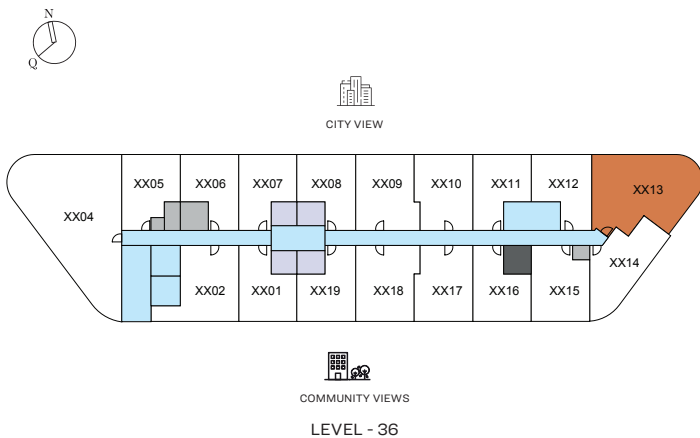 N
Q
CITY VIEW
XX05 XX06 XX07 XX08 XX09 XX10 XX11 XX12 XX13
XX04
XX14
XX02 XX01 XX19 XX18 XX17 XX16 XX15
COMMUNITY VIEWS
LEVEL - 36